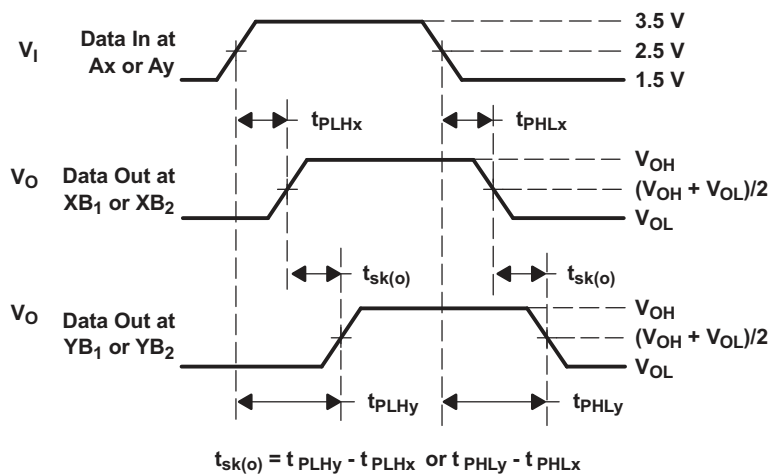 V_I
Data In at
Ax or Ay
3.5 V
2.5 V
1.5 V
t_PLHx
t_PHLx
V_O
Data Out at
XB_1 or XB_2
V_OH
(V_OH + V_OL)/2
V_OL
t_sk(o)
t_sk(o)
V_O
Data Out at
YB_1 or YB_2
V_OH
(V_OH + V_OL)/2
V_OL
t_PLHy
t_PHLy
t_sk(o) = t_PLHy - t_PLHx or t_PHLy - t_PHLx